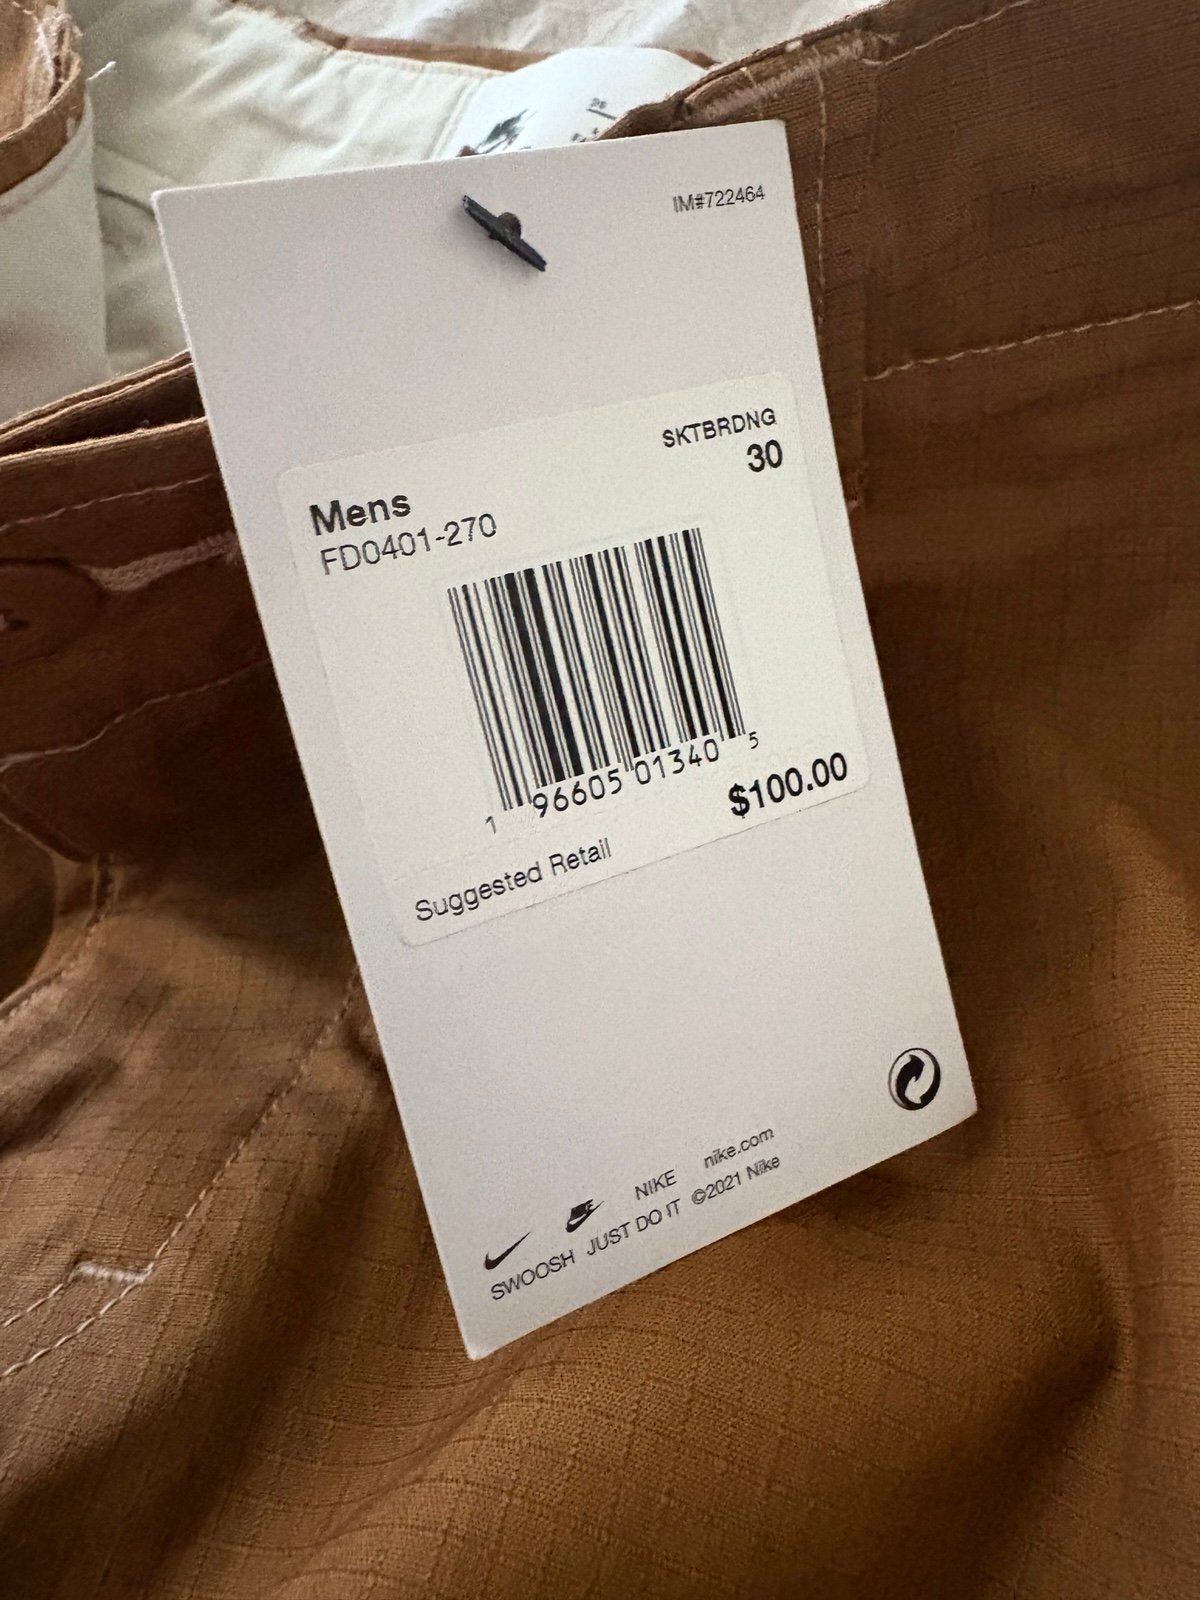 IM#722464
SKTBRDNG
30
Mens
FD0401-270
1 96605 01340 5
$100.00
Suggested Retail
NIKE nike.com
SWOOSH JUST DO IT ©2021 Nike